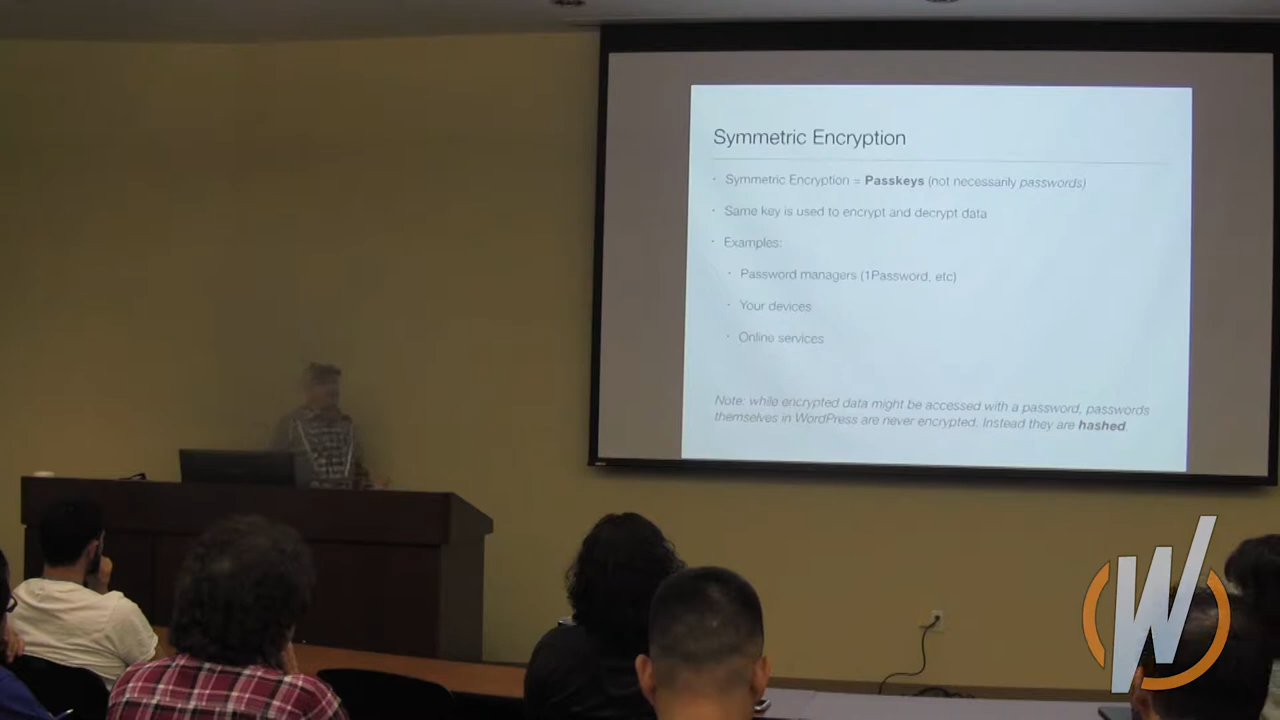 Symmetric Encryption
· Symmetric Encryption = Passkeys (not necessarily passwords)
· Same key is used to encrypt and decrypt data
· Examples:
· Password managers (1Password, etc)
· Your devices
· Online services
Note: while encrypted data might be accessed with a password, passwords
themselves in WordPress are never encrypted. Instead they are hashed.
W